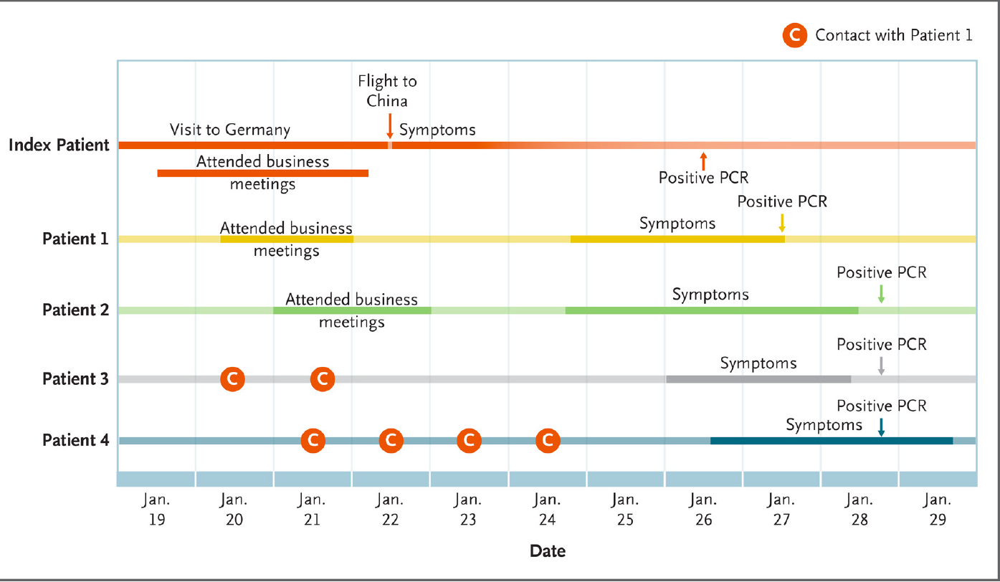 C Contact with Patient 1
Flight to
China
Visit to Germany
Symptoms
Index Patient
Attended business
meetings
Positive PCR
Positive PCR
Symptoms
Attended business
Patient 1
meetings
Positive PCR
Symptoms
Attended business
Patient 2
meetings
Positive PCR
Symptoms
Patient 3 C C
Positive PCR
Symptoms
Patient 4 C C C C
Jan. Jan. Jan. Jan. Jan. Jan. Jan. Jan. Jan. Jan. Jan.
19 20 21 22 23 24 25 26 27 28 29
Date